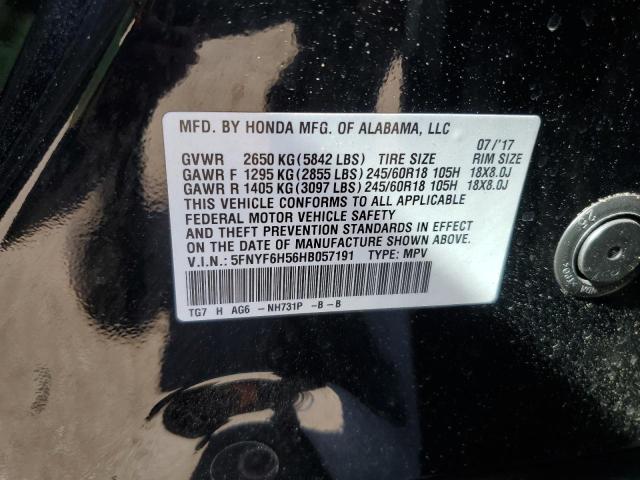 MFD. BY HONDA MFG. OF ALABAMA, LLC
07/'17
GVWR 2650 KG (5842 LBS) TIRE SIZE RIM SIZE
GAWR F 1295 KG (2855 LBS) 245/60R18 105H 18X8.0J
GAWR R 1405 KG (3097 LBS) 245/60R18 105H 18X8.0J
THIS VEHICLE CONFORMS TO ALL APPLICABLE
FEDERAL MOTOR VEHICLE SAFETY
AND THEFT PREVENTION STANDARDS IN EFFECT
ON THE DATE OF MANUFACTURE SHOWN ABOVE.
V.I.N.: 5FNYF6H56HB057191 TYPE: MPV
TG7 H AG6 -NH731P -B -B